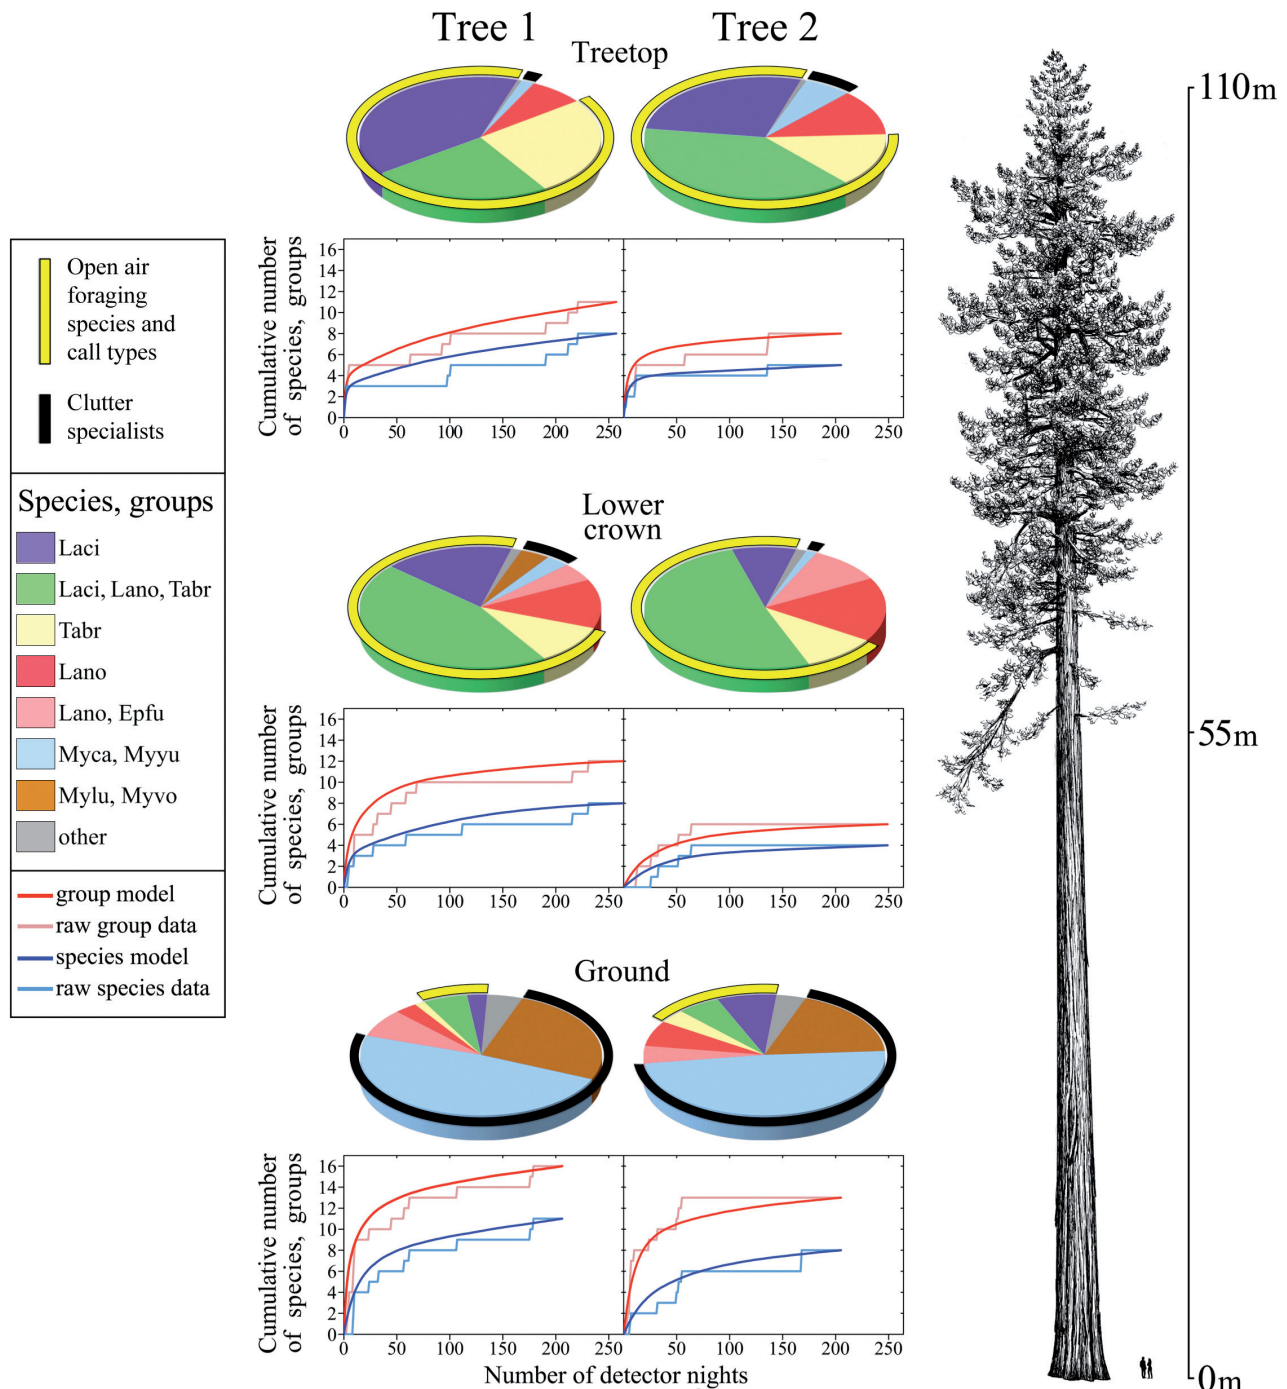 Tree 1
Tree 2
Treetop
110m
55m
0m
Open air
foraging
species and
call types
Clutter
specialists
Species, groups
Laci
Laci, Lano, Tabr
Tabr
Lano
Lano, Epfu
Myca, Myyu
Mylu, Myvo
other
group model
raw group data
species model
raw species data
Cumulative number
of species, groups
16
14
12
10
8
6
4
2
0
0 50 100 150 200 250
50 100 150 200 250
Lower
crown
Cumulative number
of species, groups
16
14
12
10
8
6
4
2
0
0 50 100 150 200 250
50 100 150 200 250
Ground
Cumulative number
of species, groups
16
14
12
10
8
6
4
2
0
0 50 100 150 200 250
50 100 150 200 250
Number of detector nights